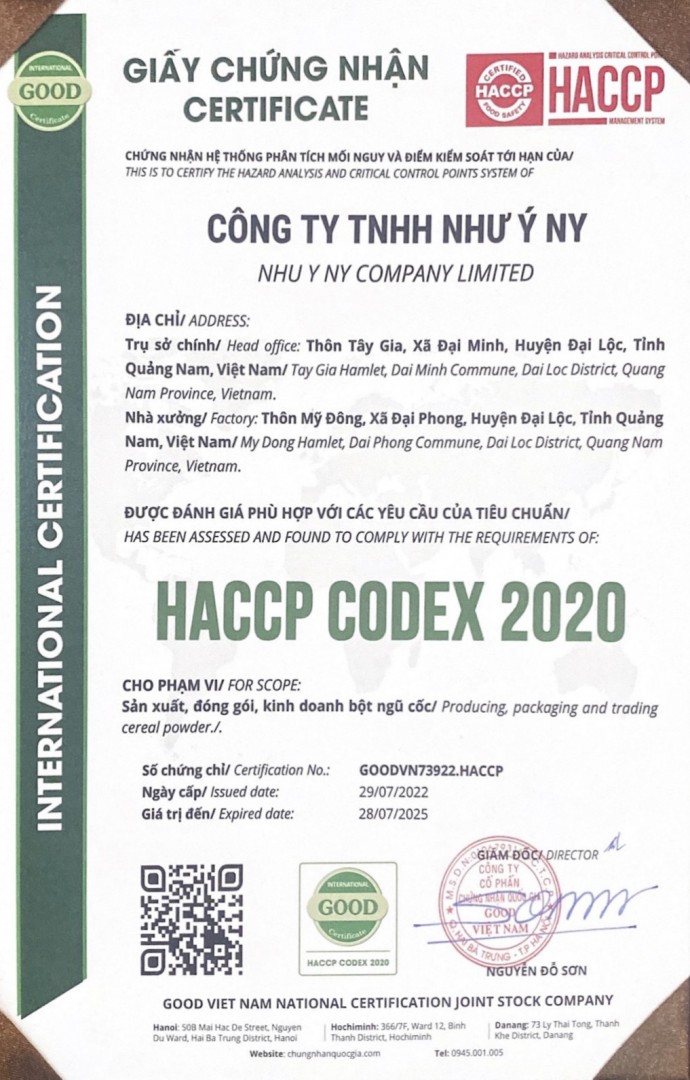 INTERNATIONAL
GOOD
Certificate
INTERNATIONAL CERTIFICATION
GIẤY CHỨNG NHẬN
CERTIFICATE
CERTIFIED
HACCP
FOOD SAFETY
HAZARD ANALYSIS CRITICAL CONTROL
HACCP
MANAGEMENT SYSTEM
CHỨNG NHẬN HỆ THỐNG PHÂN TÍCH MỐI NGUY VÀ ĐIỂM KIỂM SOÁT TỚI HẠN CỦA/
THIS IS TO CERTIFY THE HAZARD ANALYSIS AND CRITICAL CONTROL POINTS SYSTEM OF
CÔNG TY TNHH NHƯ Ý NY
NHU Y NY COMPANY LIMITED
ĐỊA CHỈ/ ADDRESS:
Trụ sở chính/ Head office: Thôn Tây Gia, Xã Đại Minh, Huyện Đại Lộc, Tỉnh
Quảng Nam, Việt Nam/ Tay Gia Hamlet, Dai Minh Commune, Dai Loc District, Quang
Nam Province, Vietnam.
Nhà xưởng/ Factory: Thôn Mỹ Đông, Xã Đại Phong, Huyện Đại Lộc, Tỉnh Quảng
Nam, Việt Nam/ My Dong Hamlet, Dai Phong Commune, Dai Loc District, Quang Nam
Province, Vietnam.
ĐƯỢC ĐÁNH GIÁ PHÙ HỢP VỚI CÁC YÊU CẦU CỦA TIÊU CHUẨN/
HAS BEEN ASSESSED AND FOUND TO COMPLY WITH THE REQUIREMENTS OF:
HACCP CODEX 2020
CHO PHẠM VI/ FOR SCOPE:
Sản xuất, đóng gói, kinh doanh bột ngũ cốc/ Producing, packaging and trading
cereal powder./.
Số chứng chỉ/ Certification No.: GOODVN73922.HACCP
Ngày cấp/ Issued date: 29/07/2022
Giá trị đến/ Expired date: 28/07/2025
GIÁM ĐỐC/ DIRECTOR
CÔNG TY
CỔ PHẦN
CHỨNG NHẬN QUỐC GIA
GOOD
VIỆT NAM
Q. HAI BÀ TRƯNG - T.P HÀ NỘI
INTERNATIONAL
GOOD
Certificate
HACCP CODEX 2020
NGUYỄN ĐỖ SƠN
GOOD VIET NAM NATIONAL CERTIFICATION JOINT STOCK COMPANY
Hanoi: 50B Mai Hac De Street, Nguyen
Du Ward, Hai Ba Trung District, Hanoi
Hochiminh: 366/7F, Ward 12, Binh
Thanh District, Hochiminh
Danang: 73 Ly Thai Tong, Thanh
Khe District, Danang
Website: chungnhanquocgia.com Tel: 0945.001.005